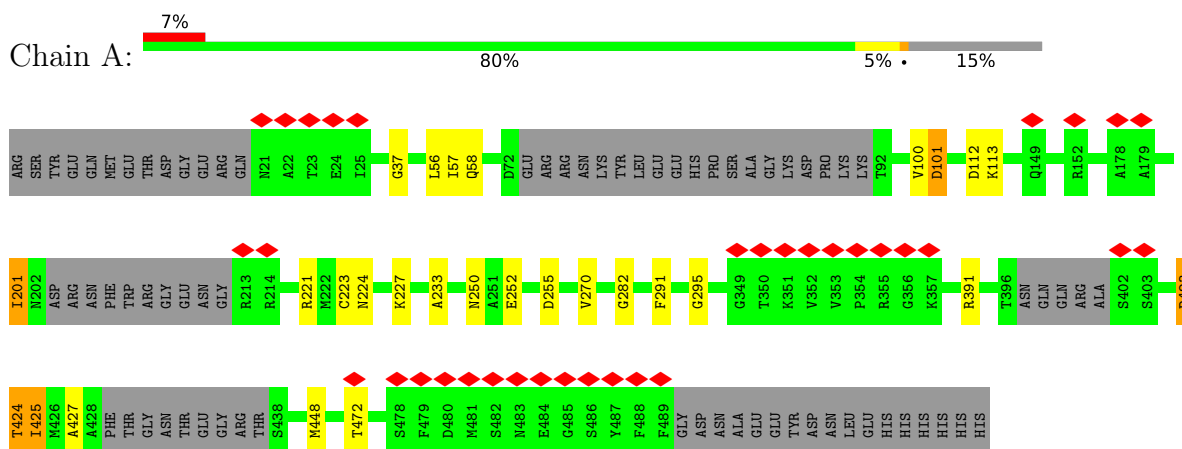 7%
Chain A:
80% 5% • 15%
ARG SER TYR GLU GLN MET GLU THR ASP GLY GLU ARG GLN N21 A22 T23 E24 I25 G37 L56 I57 Q58 D72 GLU ARG ARG ASN LYS TYR LEU GLU GLU HIS PRO SER ALA GLY LYS ASP PRO LYS LYS T92 V100 D101 D112 K113 Q149 R152 A178 A179
I201 N202 ASP ARG ASN PHE TRP ARG GLY GLU ASN GLY R213 R214 R221 M222 C223 N224 K227 A233 N250 A251 E252 D255 V270 G282 F291 G295 G349 T350 K351 V352 V353 P354 R355 G356 K357 R391 T396 ASN GLN GLN ARG ALA S402 S403
T424 I425 M426 A427 A428 PHE THR GLY ASN THR GLU GLY ARG THR S438 M448 T472 S478 F479 D480 M481 S482 N483 E484 G485 S486 Y487 F488 F489 GLY ASP ASN ALA GLU GLU TYR ASP ASN LEU GLU HIS HIS HIS HIS HIS HIS